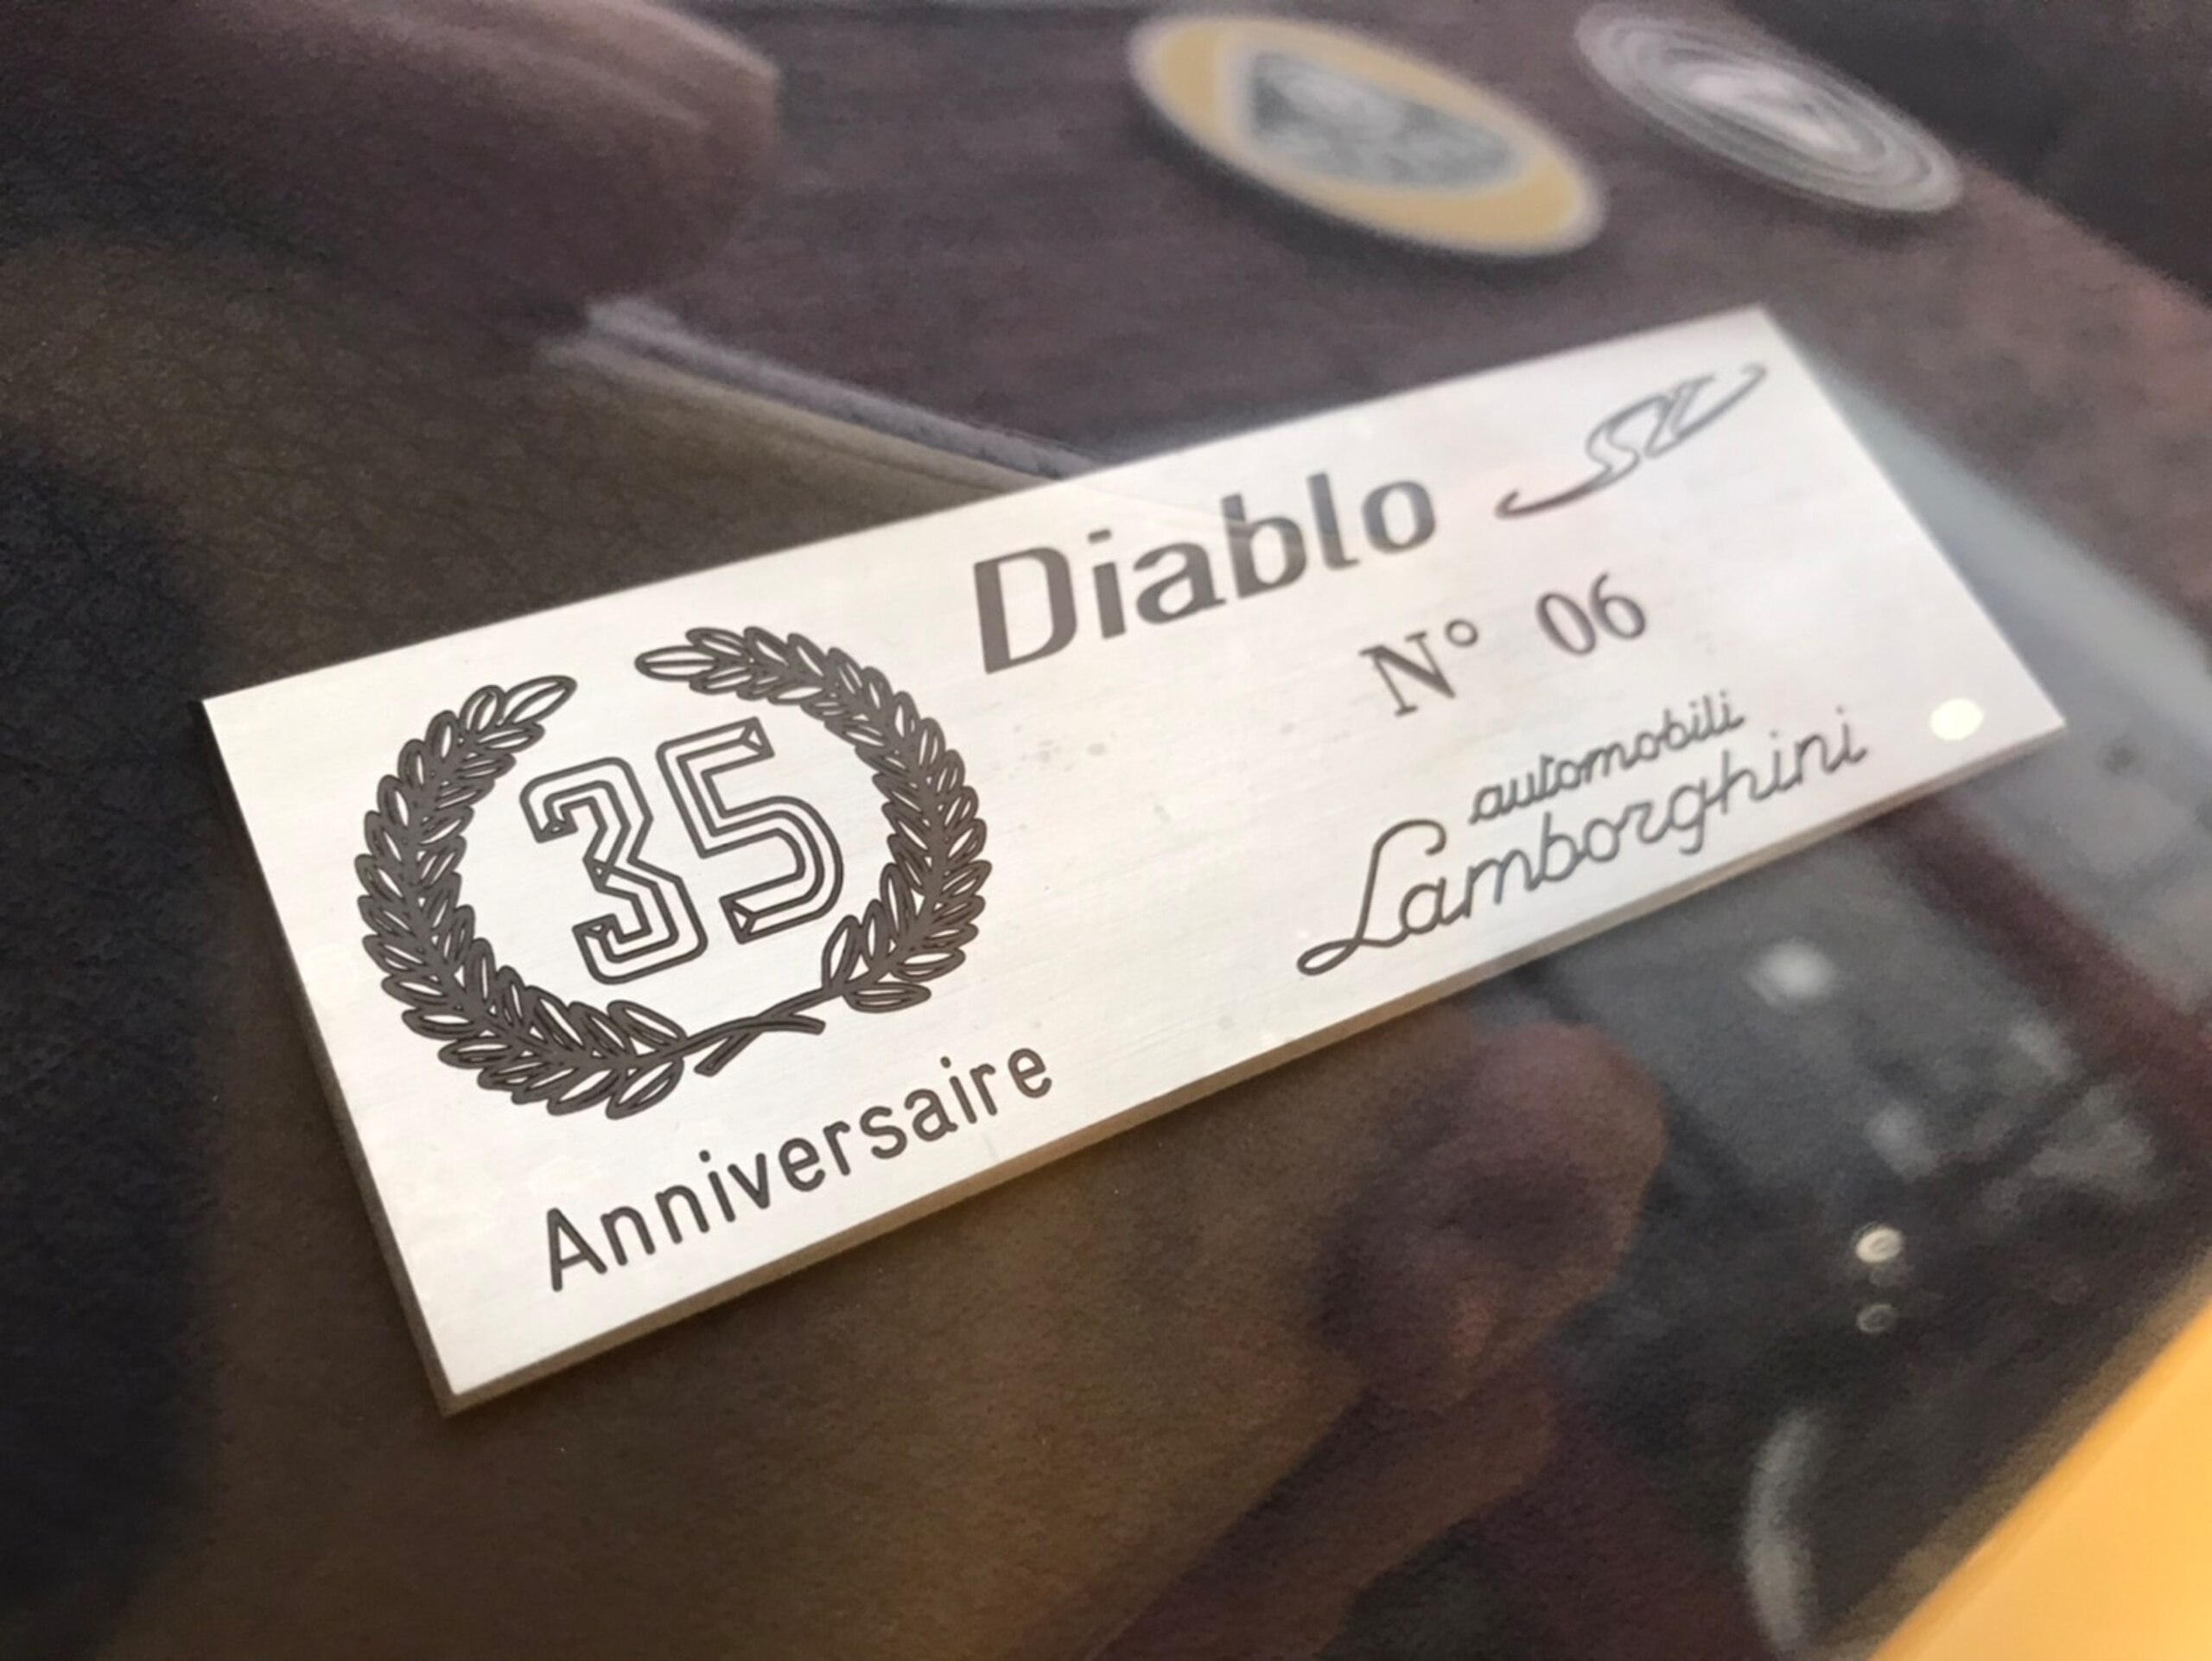 Diablo SV
N° 06
35
automobili
Lamborghini
Anniversaire